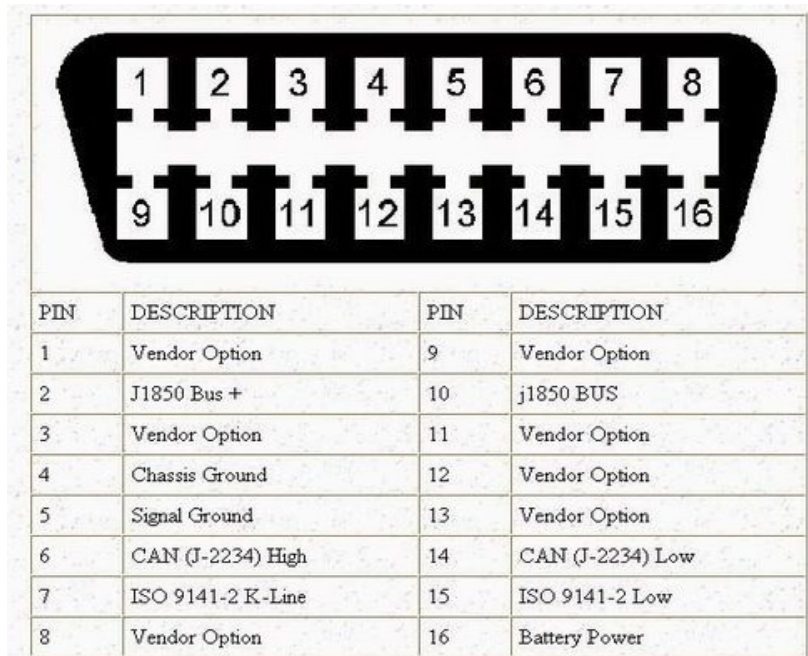 1 2 3 4 5 6 7 8
9 10 11 12 13 14 15 16
PIN DESCRIPTION PIN DESCRIPTION
1 Vendor Option 9 Vendor Option
2 J1850 Bus + 10 j1850 BUS
3 Vendor Option 11 Vendor Option
4 Chassis Ground 12 Vendor Option
5 Signal Ground 13 Vendor Option
6 CAN (J-2234) High 14 CAN (J-2234) Low
7 ISO 9141-2 K-Line 15 ISO 9141-2 Low
8 Vendor Option 16 Battery Power